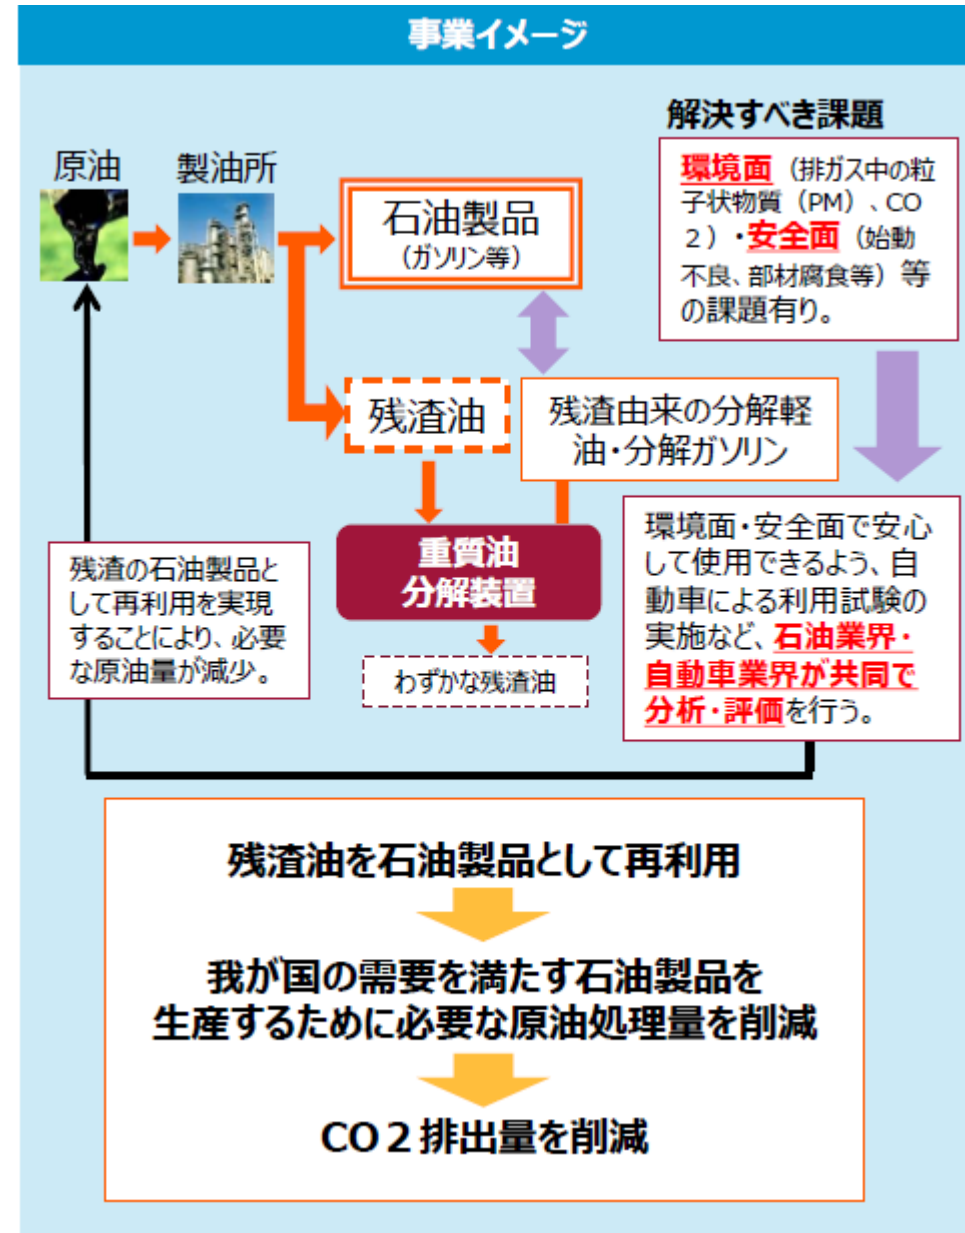 事業イメージ
解決すべき課題
原油
製油所
石油製品
（ガソリン等）
環境面（排ガス中の粒
子状物質（PM）、CO
２）・安全面（始動
不良、部材腐食等）等
の課題有り。
残渣油
残渣由来の分解軽
油・分解ガソリン
重質油
分解装置
わずかな残渣油
残渣の石油製品と
して再利用を実現
することにより、必要
な原油量が減少。
環境面・安全面で安心
して使用できるよう、自
動車による利用試験の
実施など、石油業界・
自動車業界が共同で
分析・評価を行う。
残渣油を石油製品として再利用
我が国の需要を満たす石油製品を
生産するために必要な原油処理量を削減
CO２排出量を削減